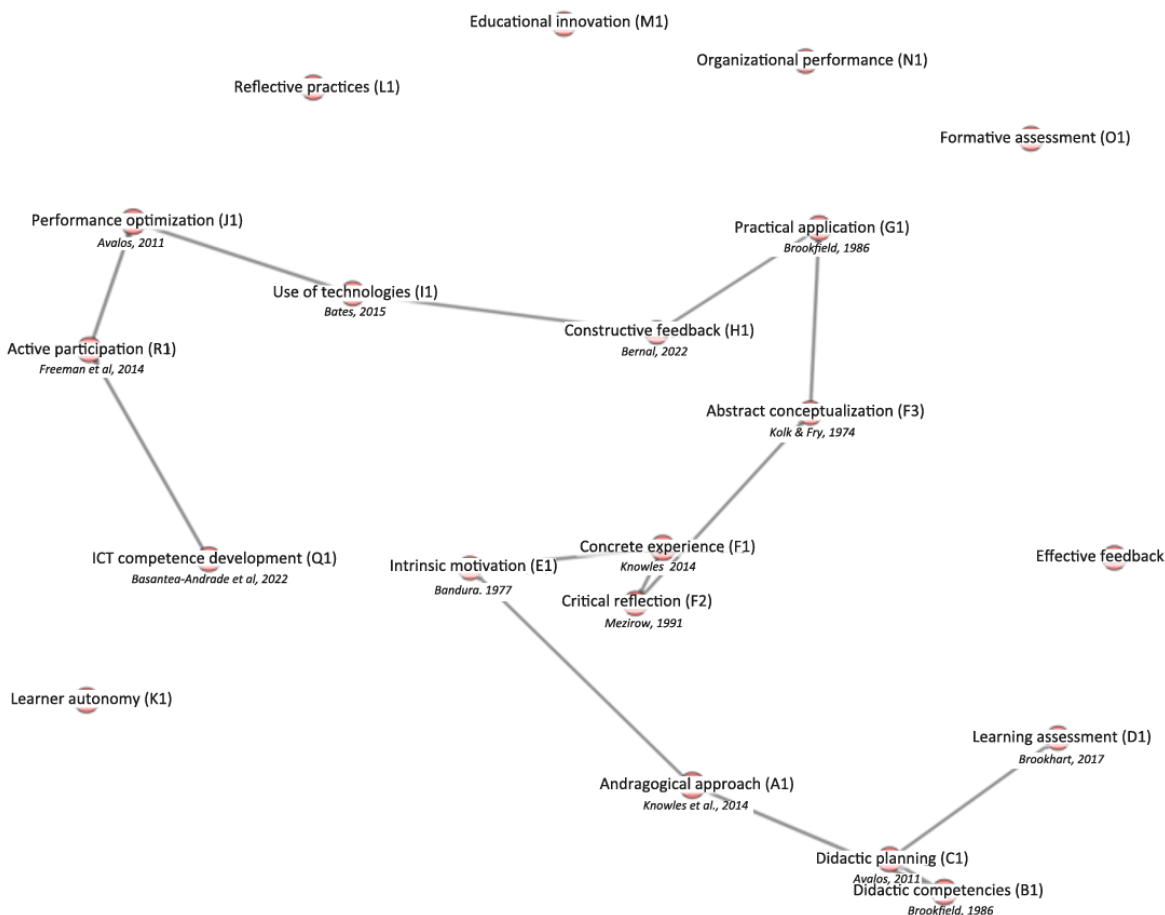 Educational innovation (M1)
Organizational performance (N1)
Reflective practices (L1)
Formative assessment (O1)
Performance optimization (J1)
Avalos, 2011
Practical application (G1)
Brookfield, 1986
Use of technologies (I1)
Bates, 2015
Constructive feedback (H1)
Bernal, 2022
Active participation (R1)
Freeman et al, 2014
Abstract conceptualization (F3)
Kolk & Fry, 1974
ICT competence development (Q1)
Basantea-Andrade et al, 2022
Intrinsic motivation (E1)
Bandura. 1977
Concrete experience (F1)
Knowles 2014
Critical reflection (F2)
Mezirow, 1991
Effective feedback
Learner autonomy (K1)
Learning assessment (D1)
Brookhart, 2017
Andragogical approach (A1)
Knowles et al., 2014
Didactic planning (C1)
Avalos, 2011
Didactic competencies (B1)
Brookfield, 1986